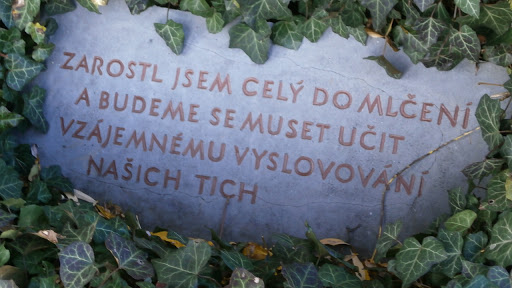 ZAROSTL JSEM CELÝ DO MLČENÍ
A BUDEME SE MUSET UČIT
VZÁJEMNÉMU VYSLOVOVÁNÍ
NAŠICH TICH